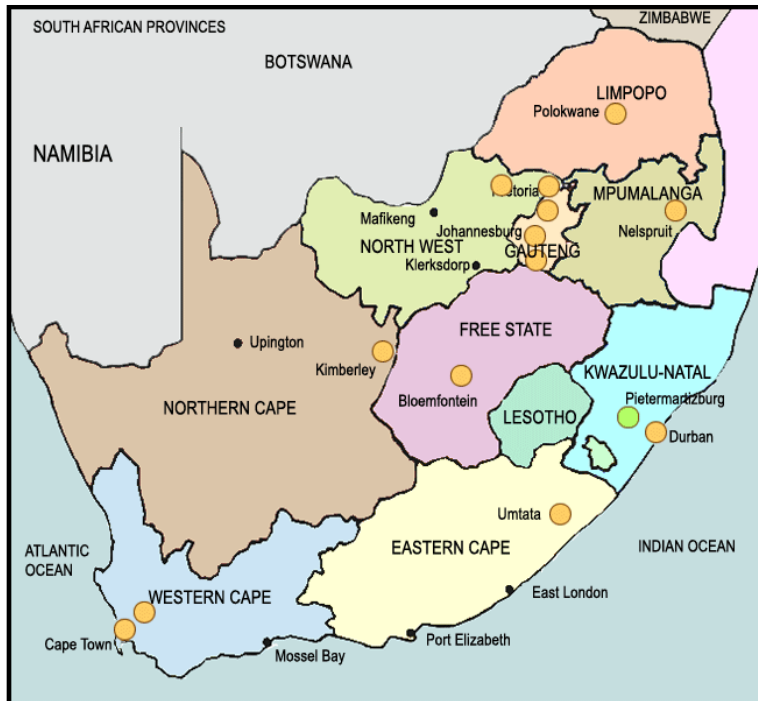 ZIMBABWE
SOUTH AFRICAN PROVINCES
BOTSWANA
LIMPOPO
Polokwane
NAMIBIA
MPUMALANGA
Mafikeng
Johannesburg
Nelspruit
NORTH WEST
GAUTENG
Klerksdorp
FREE STATE
Upington
Kimberley
KWAZULU-NATAL
Bloemfontein
Pietermartizburg
NORTHERN CAPE
LESOTHO
Durban
Umtata
EASTERN CAPE
ATLANTIC
OCEAN
INDIAN OCEAN
WESTERN CAPE
East London
Cape Town
Port Elizabeth
Mossel Bay